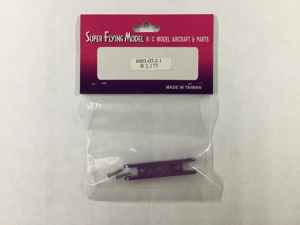 SUPER FLYING MODEL R/C MODEL AIRCRAFT & PARTS
6003-07-3.1
Φ 3.175
MADE IN TAIWAN